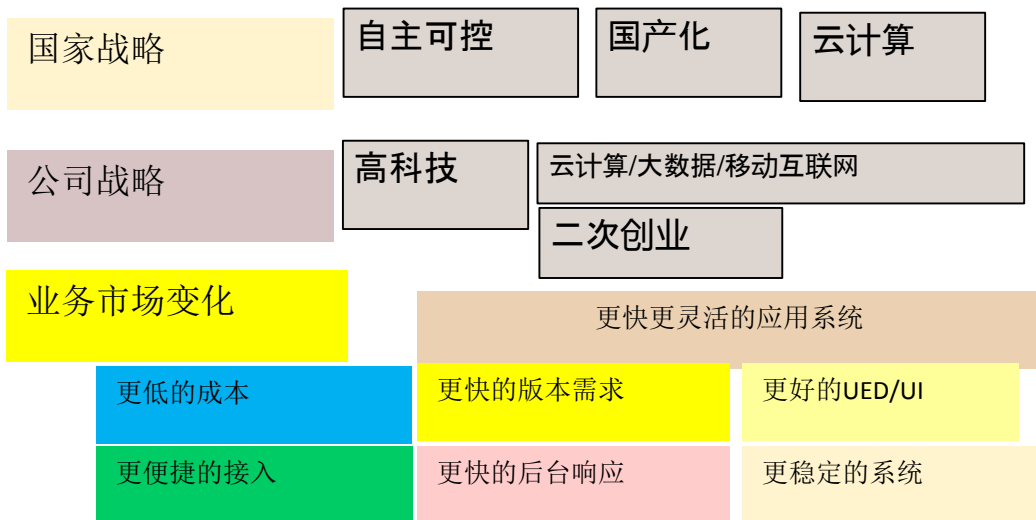 国家战略
自主可控
国产化
云计算
公司战略
高科技
云计算/大数据/移动互联网
二次创业
业务市场变化
更快更灵活的应用系统
更低的成本
更快的版本需求
更好的UED/UI
更便捷的接入
更快的后台响应
更稳定的系统